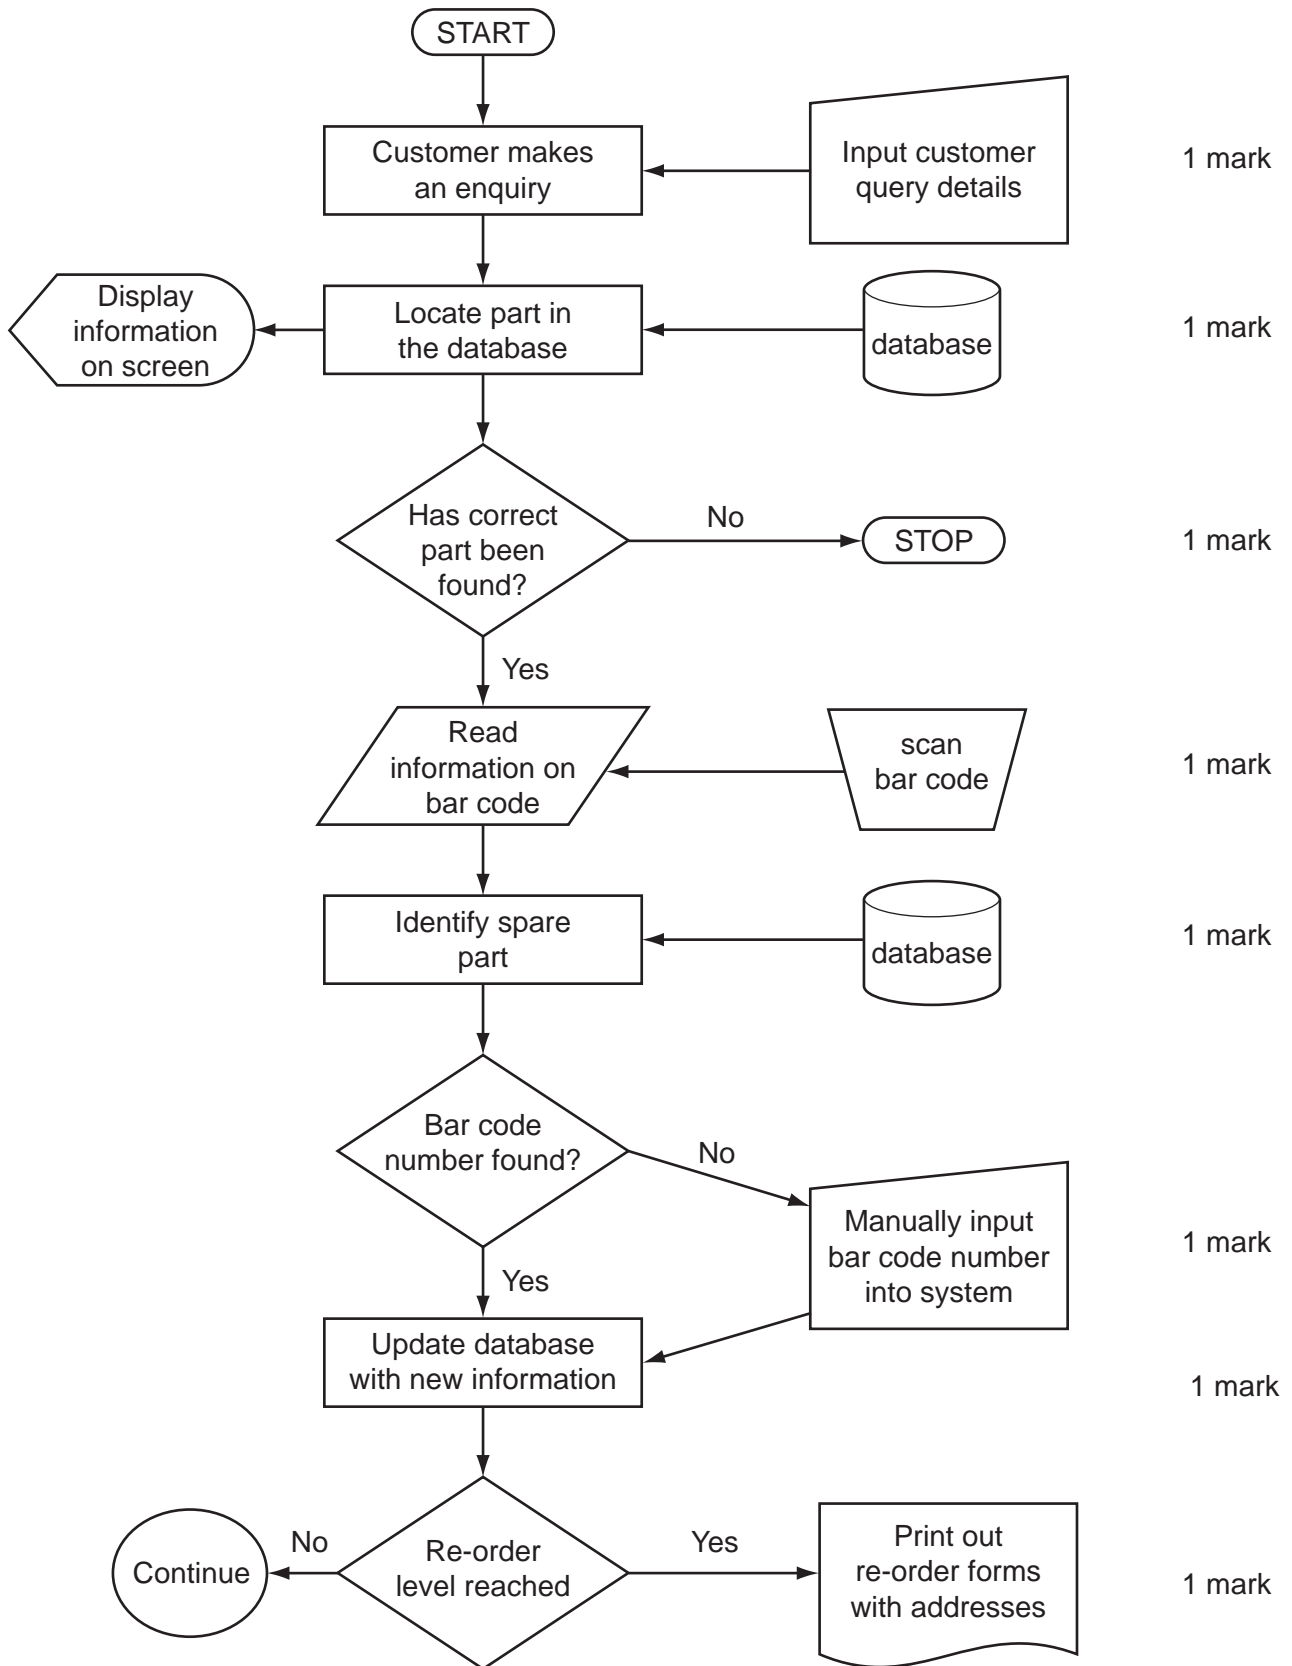 START
Customer makes
an enquiry
Input customer
query details
1 mark
Display
information
on screen
Locate part in
the database
database
1 mark
Has correct
part been
found?
No
STOP
1 mark
Yes
Read
information on
bar code
scan
bar code
1 mark
Identify spare
part
database
1 mark
Bar code
number found?
No
Manually input
bar code number
into system
1 mark
Yes
Update database
with new information
1 mark
Continue
No
Re-order
level reached
Yes
Print out
re-order forms
with addresses
1 mark